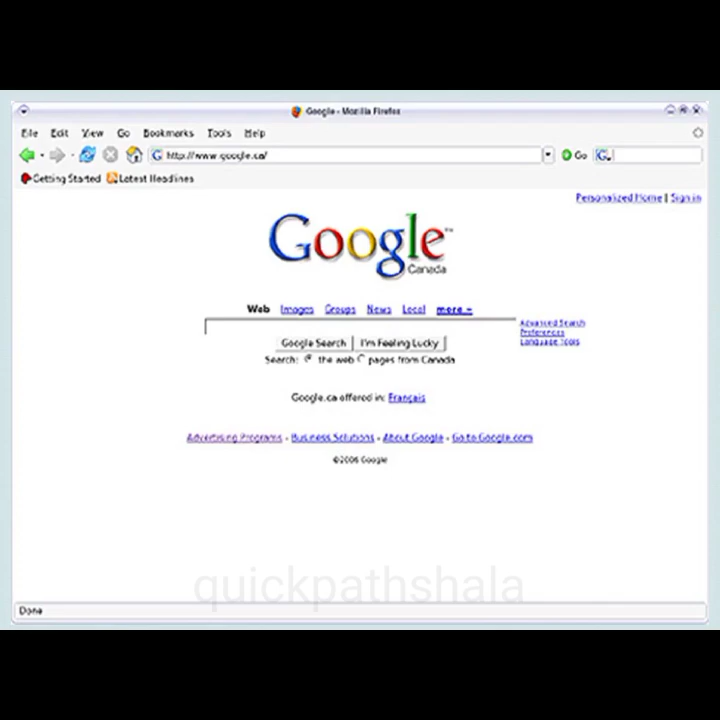 Google - Mozilla Firefox
File Edit View Go Bookmarks Tools Help
http://www.google.ca/ Go G
Getting Started Latest Headlines
Personalized Home | Sign in
Google™
Canada
Web Images Groups News Local more »
Advanced Search
Preferences
Language Tools
Google Search I'm Feeling Lucky
Search: the web pages from Canada
Google.ca offered in: Français
Advertising Programs - Business Solutions - About Google - Go to Google.com
©2006 Google
quickpathshala
Done